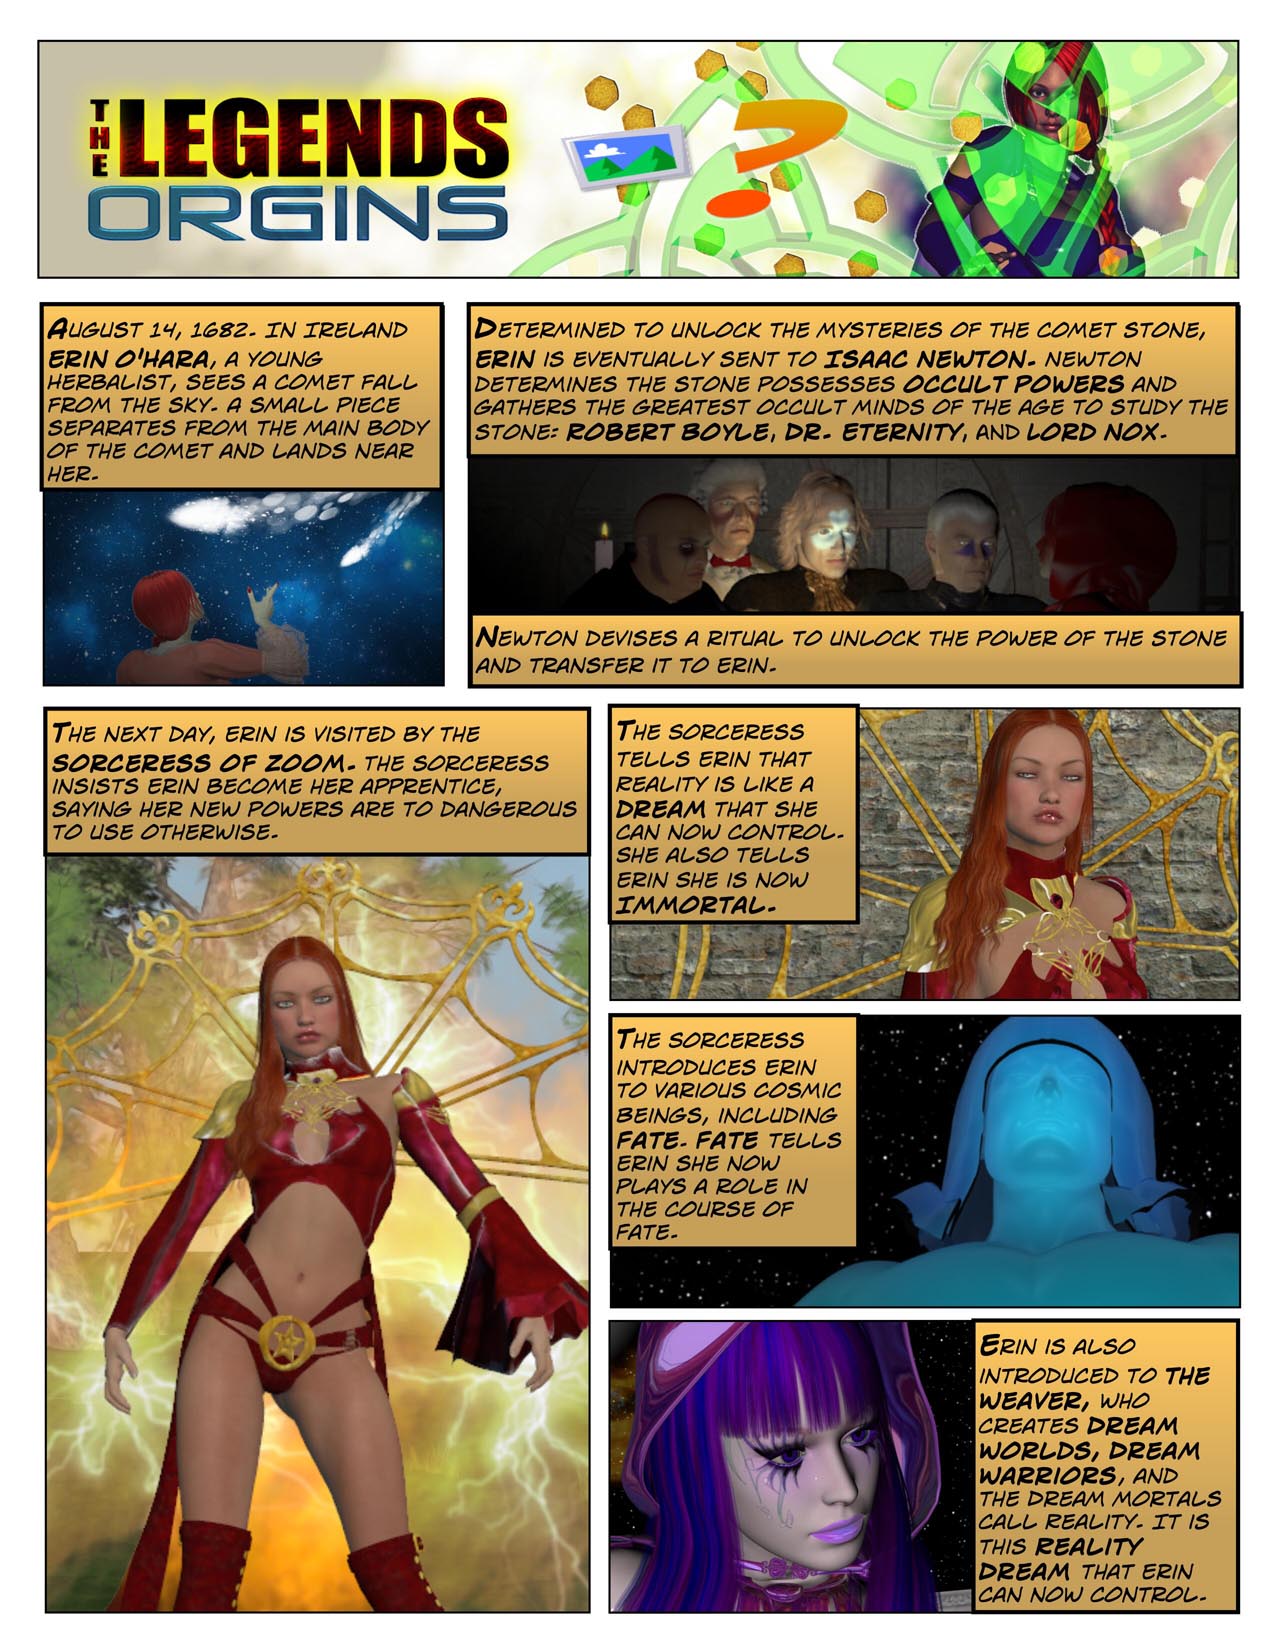 THE LEGENDS
ORGINS
?
AUGUST 14, 1682. IN IRELAND
ERIN O'HARA, A YOUNG
HERBALIST, SEES A COMET FALL
FROM THE SKY. A SMALL PIECE
SEPARATES FROM THE MAIN BODY
OF THE COMET AND LANDS NEAR
HER.
DETERMINED TO UNLOCK THE MYSTERIES OF THE COMET STONE,
ERIN IS EVENTUALLY SENT TO ISAAC NEWTON. NEWTON
DETERMINES THE STONE POSSESSES OCCULT POWERS AND
GATHERS THE GREATEST OCCULT MINDS OF THE AGE TO STUDY THE
STONE: ROBERT BOYLE, DR. ETERNITY, AND LORD NOX.
NEWTON DEVISES A RITUAL TO UNLOCK THE POWER OF THE STONE
AND TRANSFER IT TO ERIN.
THE NEXT DAY, ERIN IS VISITED BY THE
SORCERESS OF ZOOM. THE SORCERESS
INSISTS ERIN BECOME HER APPRENTICE,
SAYING HER NEW POWERS ARE TO DANGEROUS
TO USE OTHERWISE.
THE SORCERESS
TELLS ERIN THAT
REALITY IS LIKE A
DREAM THAT SHE
CAN NOW CONTROL.
SHE ALSO TELLS
ERIN SHE IS NOW
IMMORTAL.
THE SORCERESS
INTRODUCES ERIN
TO VARIOUS COSMIC
BEINGS, INCLUDING
FATE. FATE TELLS
ERIN SHE NOW
PLAYS A ROLE IN
THE COURSE OF
FATE.
ERIN IS ALSO
INTRODUCED TO THE
WEAVER, WHO
CREATES DREAM
WORLDS, DREAM
WARRIORS, AND
THE DREAM MORTALS
CALL REALITY. IT IS
THIS REALITY
DREAM THAT ERIN
CAN NOW CONTROL.